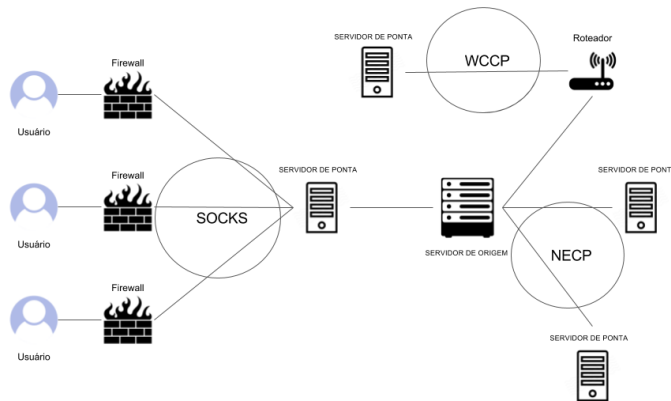 SERVIDOR DE PONTA
Roteador
WCCP
Firewall
Usuário
Firewall
SERVIDOR DE PONTA
SERVIDOR DE PONT
SOCKS
Usuário
SERVIDOR DE ORIGEM
NECP
Firewall
SERVIDOR DE PONTA
Usuário